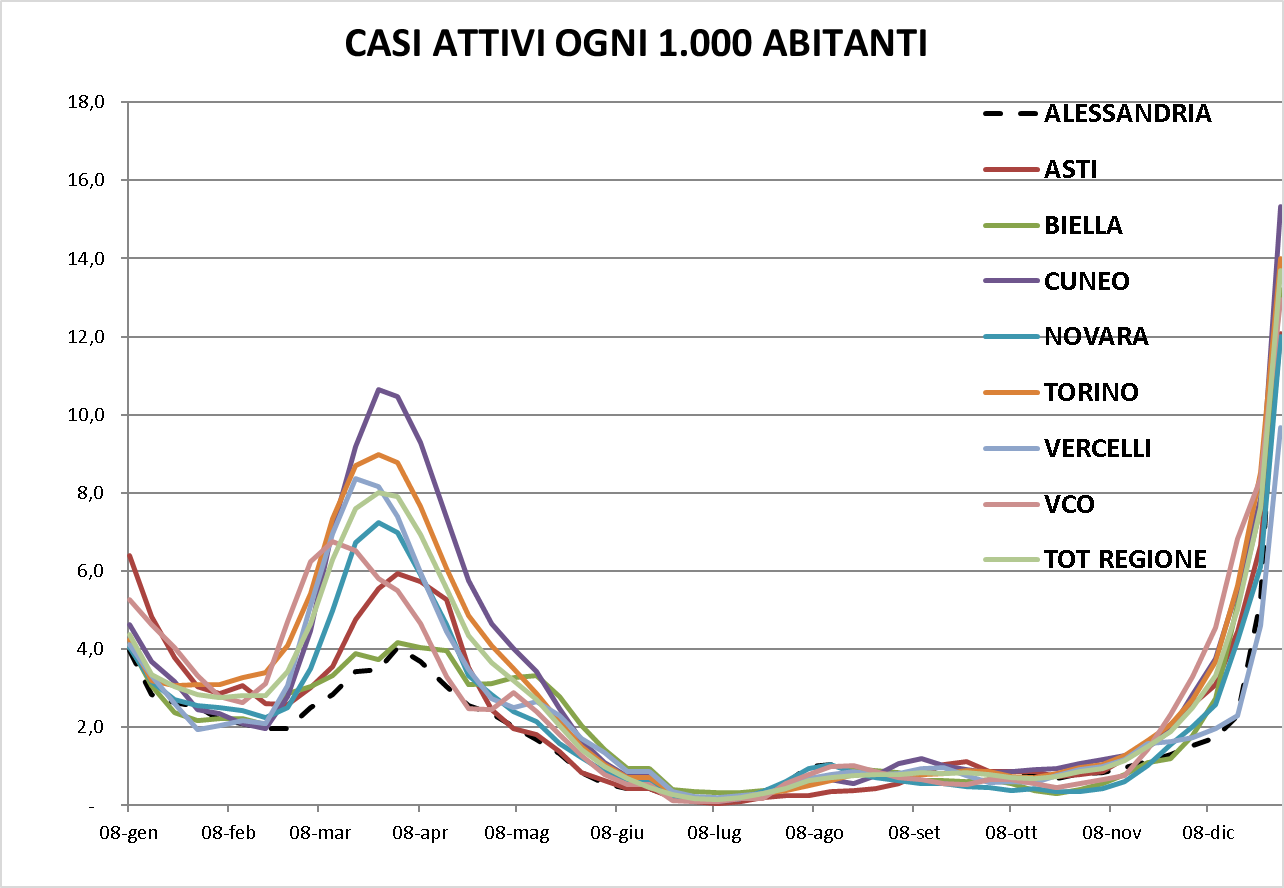 CASI ATTIVI OGNI 1.000 ABITANTI
18,0
16,0
14,0
12,0
10,0
8,0
6,0
4,0
2,0
-
ALESSANDRIA
ASTI
BIELLA
CUNEO
NOVARA
TORINO
VERCELLI
VCO
TOT REGIONE
08-gen 08-feb 08-mar 08-apr 08-mag 08-giu 08-lug 08-ago 08-set 08-ott 08-nov 08-dic